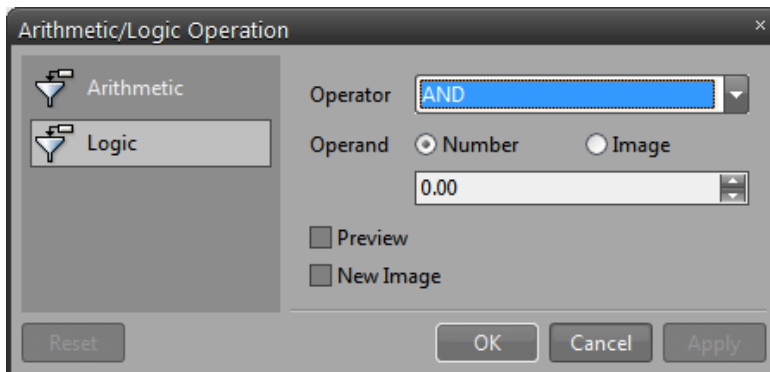 Arithmetic/Logic Operation
Arithmetic
Logic
Operator AND
Operand Number Image
0.00
Preview
New Image
Reset OK Cancel Apply